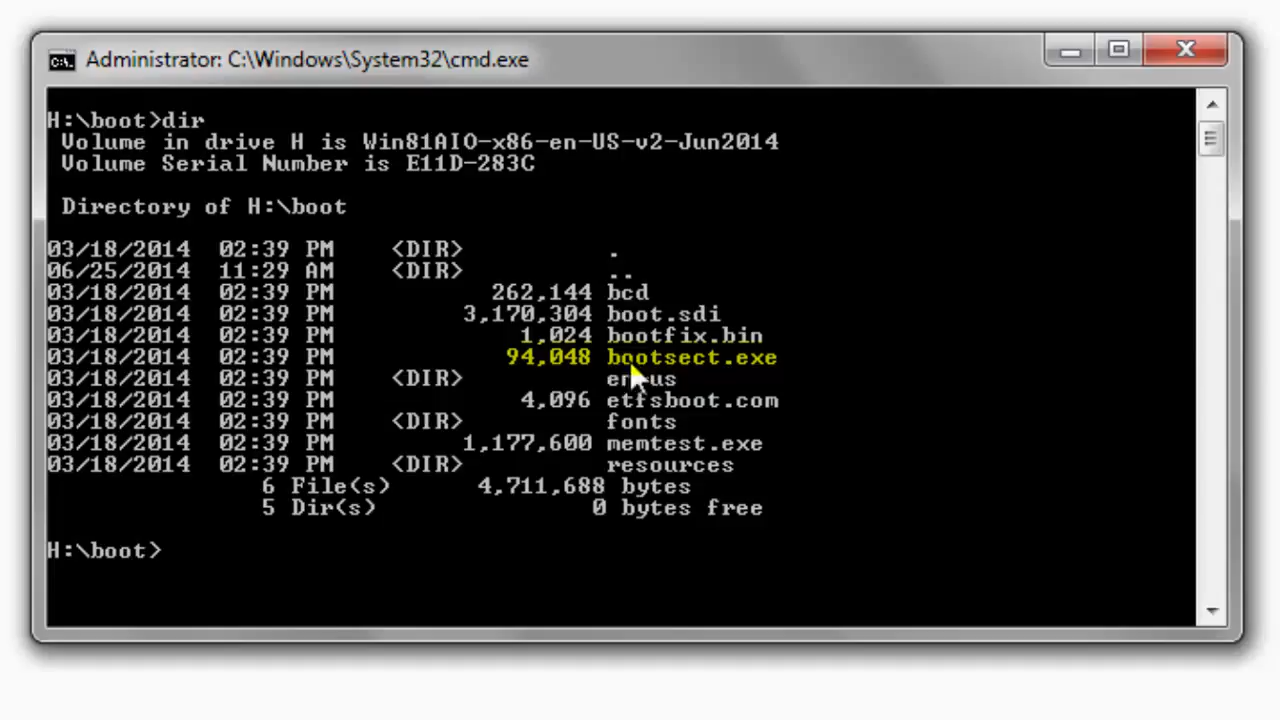 Administrator: C:\Windows\System32\cmd.exe
H:\boot>dir
Volume in drive H is Win81AIO-x86-en-US-v2-Jun2014
Volume Serial Number is E11D-283C
Directory of H:\boot
03/18/2014 02:39 PM <DIR> .
06/25/2014 11:29 AM <DIR> ..
03/18/2014 02:39 PM 262,144 bcd
03/18/2014 02:39 PM 3,170,304 boot.sdi
03/18/2014 02:39 PM 1,024 bootfix.bin
03/18/2014 02:39 PM 94,048 bootsect.exe
03/18/2014 02:39 PM <DIR>
03/18/2014 02:39 PM 4,096 etfsboot.com
03/18/2014 02:39 PM <DIR> fonts
03/18/2014 02:39 PM 1,177,600 memtest.exe
03/18/2014 02:39 PM <DIR> resources
6 File(s) 4,711,688 bytes
5 Dir(s) 0 bytes free
H:\boot>